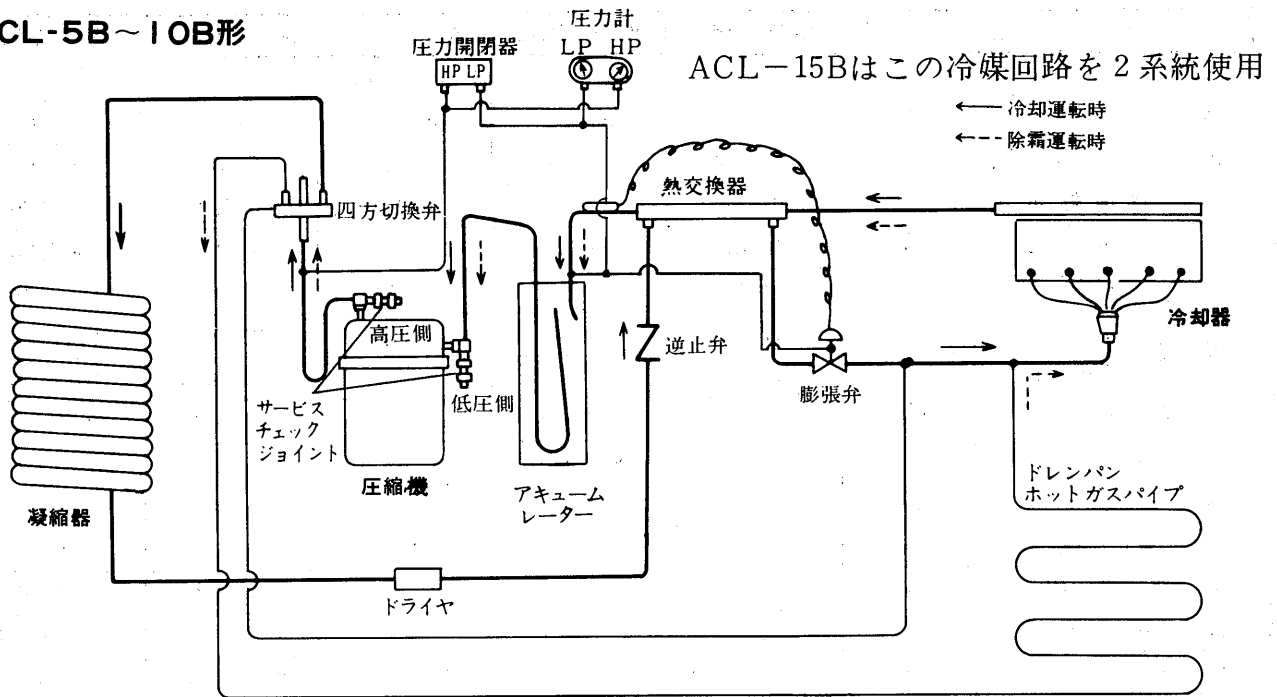 CL-5B～10B形
圧力計
圧力開閉器
LP HP
HP LP
ACL-15Bはこの冷媒回路を2系統使用
冷却運転時
除霜運転時
熱交換器
四方切換弁
高圧側
逆止弁
冷却器
膨張弁
低圧側
サービス
チェック
ジョイント
圧縮機
アキューム
レーター
ドレンパン
ホットガスパイプ
凝縮器
ドライヤ